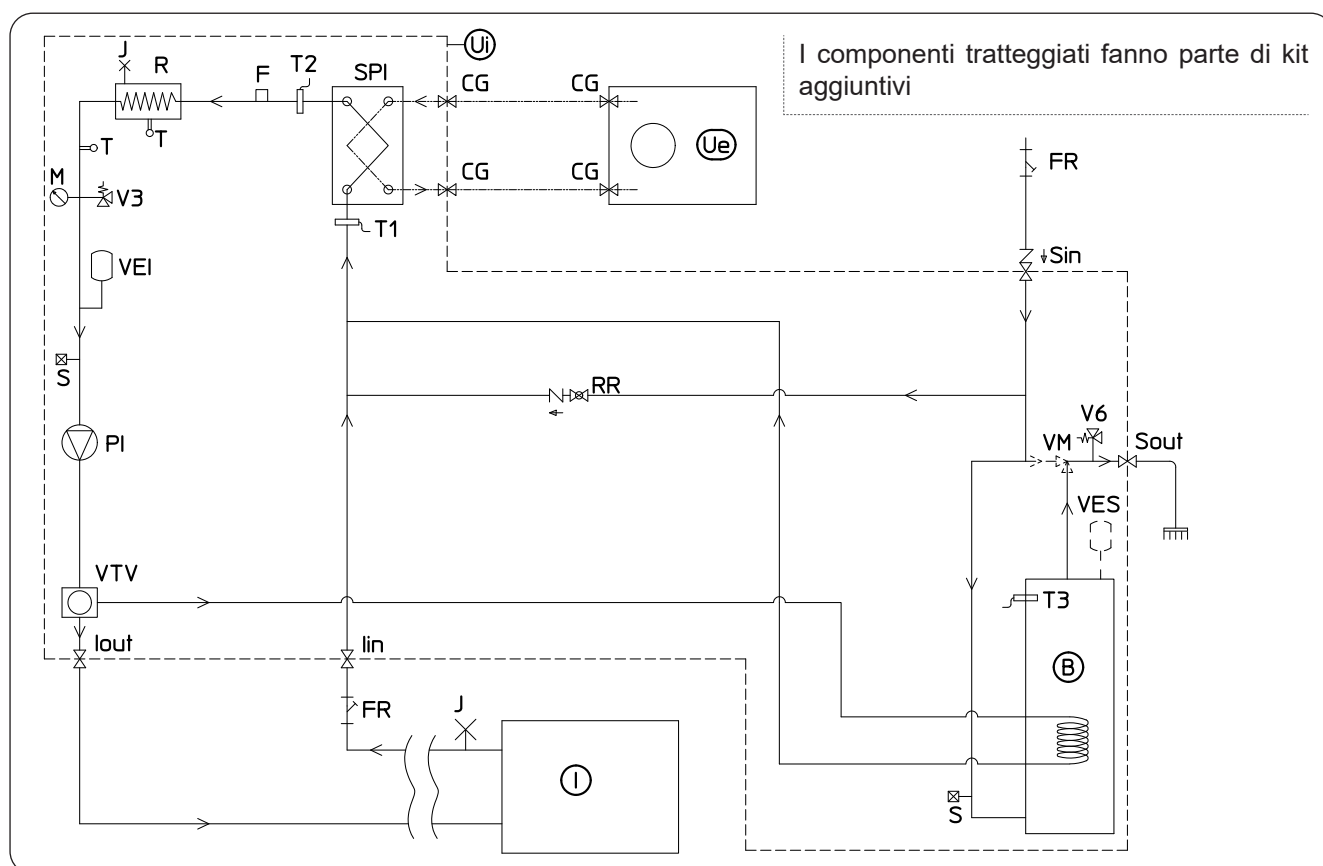 Ui
I componenti tratteggiati fanno parte di kit
aggiuntivi
J
R
F
T2
SPI
CG
CG
T
Ue
T
M
V3
CG
CG
FR
T1
VEI
Sin
S
RR
PI
V6
VM
Sout
VES
VTV
T3
Iout
Iin
B
FR
J
I
S